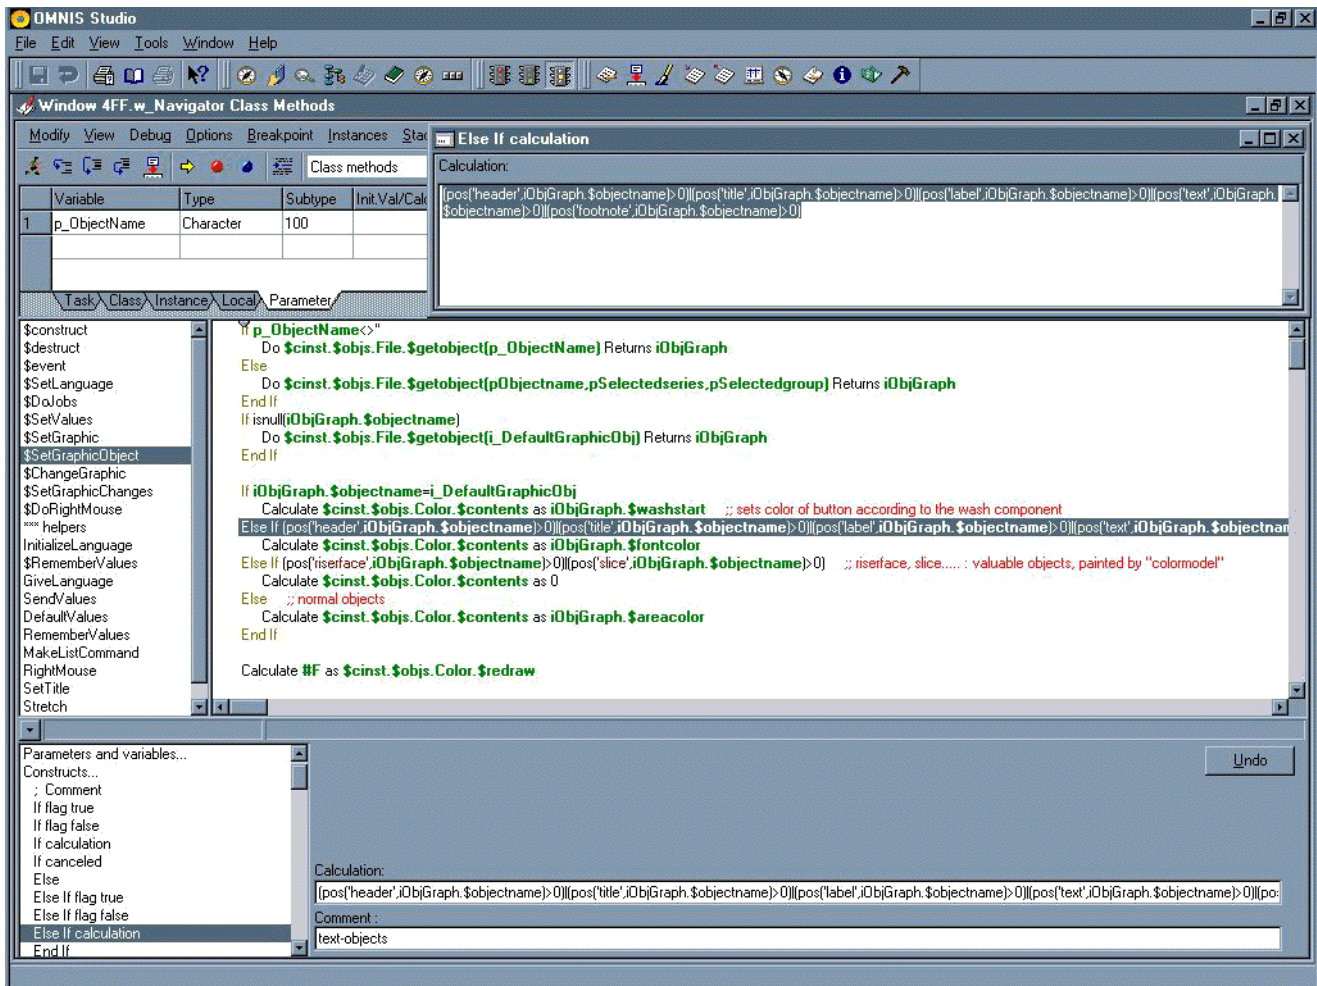 OMNIS Studio
File Edit View Tools Window Help
Window 4FF.w_Navigator Class Methods
Modify View Debug Options Breakpoint Instances Stac
Class methods
Variable Type Subtype Init.Val/Calc
1 p_ObjectName Character 100
Task Class Instance Local Parameter
Else If calculation
Calculation:
(pos('header',iObjGraph.$objectname)>0)|(pos('title',iObjGraph.$objectname)>0)|(pos('label',iObjGraph.$objectname)>0)|(pos('text',iObjGraph.
$objectname)>0)|(pos('footnote',iObjGraph.$objectname)>0)
$construct
$destruct
$event
$SetLanguage
$DoJobs
$SetValues
$SetGraphic
$SetGraphicObject
$ChangeGraphic
$SetGraphicChanges
$DoRightMouse
*** helpers
InitializeLanguage
$RememberValues
GiveLanguage
SendValues
DefaultValues
RememberValues
MakeListCommand
RightMouse
SetTitle
Stretch
If p_ObjectName<>''
Do $cinst.$objs.File.$getobject(p_ObjectName) Returns iObjGraph
Else
Do $cinst.$objs.File.$getobject(pObjectname,pSelectedseries,pSelectedgroup) Returns iObjGraph
End If
If isnull(iObjGraph.$objectname)
Do $cinst.$objs.File.$getobject(i_DefaultGraphicObj) Returns iObjGraph
End If
If iObjGraph.$objectname=i_DefaultGraphicObj
Calculate $cinst.$objs.Color.$contents as iObjGraph.$washstart ;; sets color of button according to the wash component
Else If (pos('header',iObjGraph.$objectname)>0)|(pos('title',iObjGraph.$objectname)>0)|(pos('label',iObjGraph.$objectname)>0)|(pos('text',iObjGraph.$objectnam
Calculate $cinst.$objs.Color.$contents as iObjGraph.$fontcolor
Else If (pos('riserface',iObjGraph.$objectname)>0)|(pos('slice',iObjGraph.$objectname)>0) ;; riserface, slice..... : valuable objects, painted by "colormodel"
Calculate $cinst.$objs.Color.$contents as 0
Else ;; normal objects
Calculate $cinst.$objs.Color.$contents as iObjGraph.$areacolor
End If
Calculate #F as $cinst.$objs.Color.$redraw
Parameters and variables...
Constructs...
; Comment
If flag true
If flag false
If calculation
If canceled
Else
Else If flag true
Else If flag false
Else If calculation
End If
Undo
Calculation:
(pos('header',iObjGraph.$objectname)>0)|(pos('title',iObjGraph.$objectname)>0)|(pos('label',iObjGraph.$objectname)>0)|(pos('text',iObjGraph.$objectname)>0)|(po
Comment :
text-objects